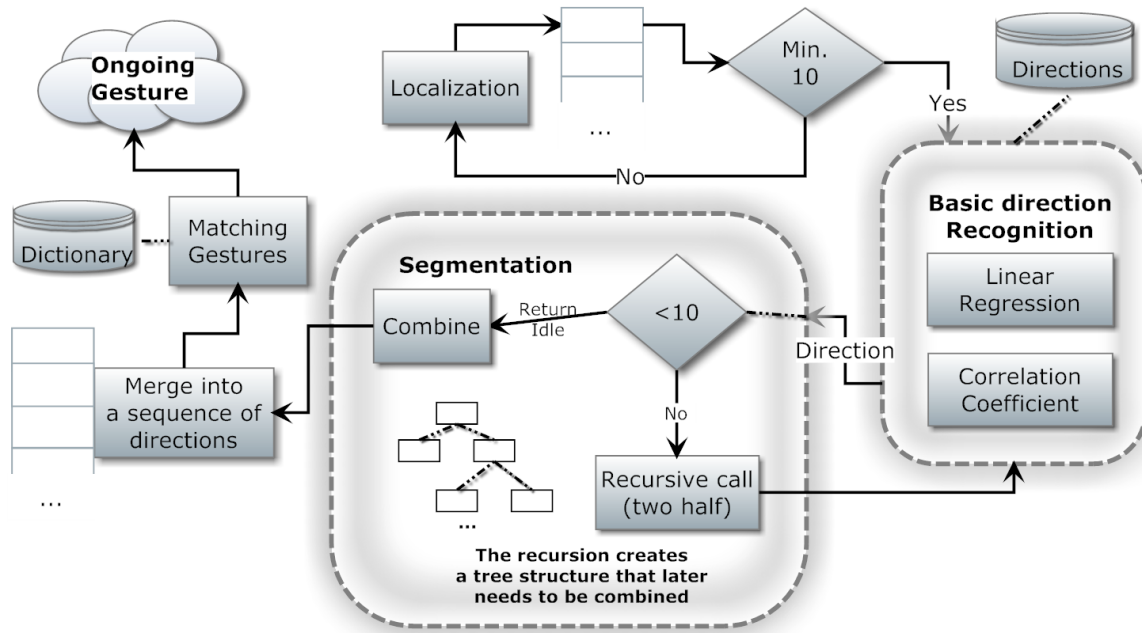 Ongoing
Gesture
Localization
...
Min.
10
Directions
Yes
No
Dictionary
Matching
Gestures
Basic direction
Recognition
Linear
Regression
Correlation
Coefficient
Segmentation
Combine
Return
Idle
<10
Direction
No
Recursive call
(two half)
...
The recursion creates
a tree structure that later
needs to be combined
Merge into
a sequence of
directions
...